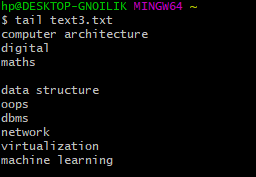 hp@DESKTOP-GNOILIK MINGW64 ~
$ tail text3.txt
computer architecture
digital
maths

data structure
oops
dbms
network
virtualization
machine learning